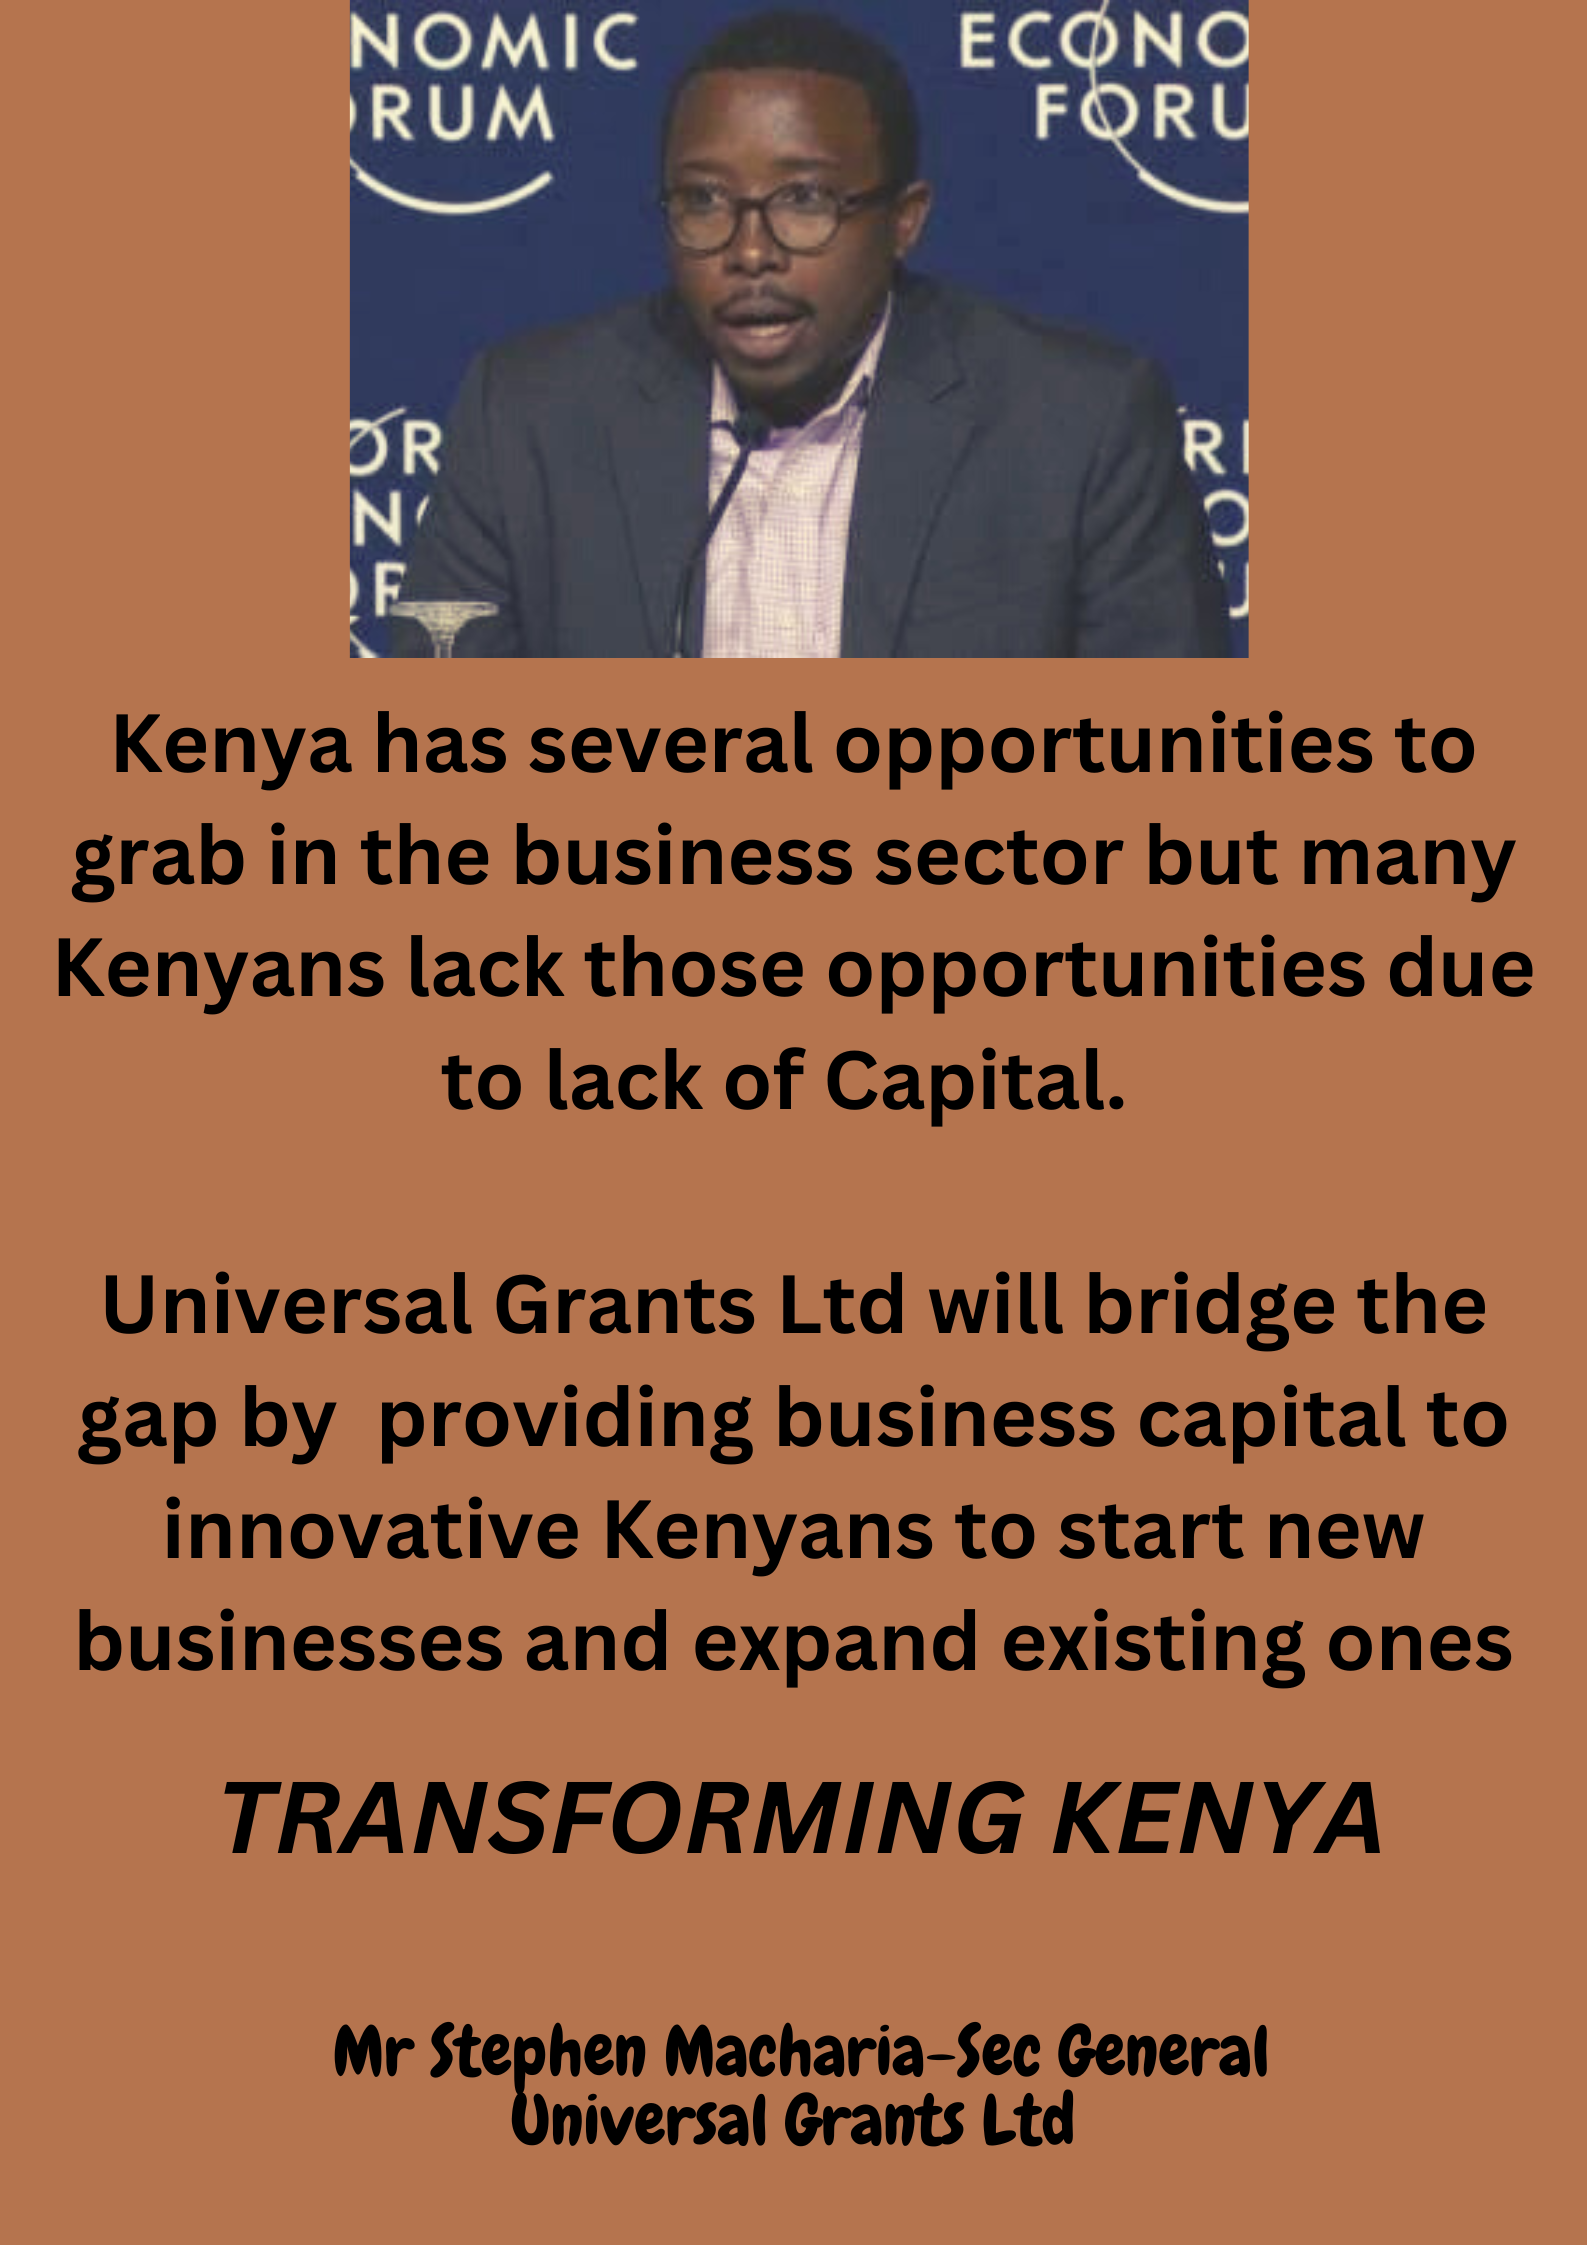 NOMIC
ORUM
ECONO
FORU
OR
N
OR
R
O
U
Kenya has several opportunities to
grab in the business sector but many
Kenyans lack those opportunities due
to lack of Capital.
Universal Grants Ltd will bridge the
gap by  providing business capital to
innovative Kenyans to start new
businesses and expand existing ones
TRANSFORMING KENYA
Mr Stephen Macharia-Sec General
Universal Grants Ltd